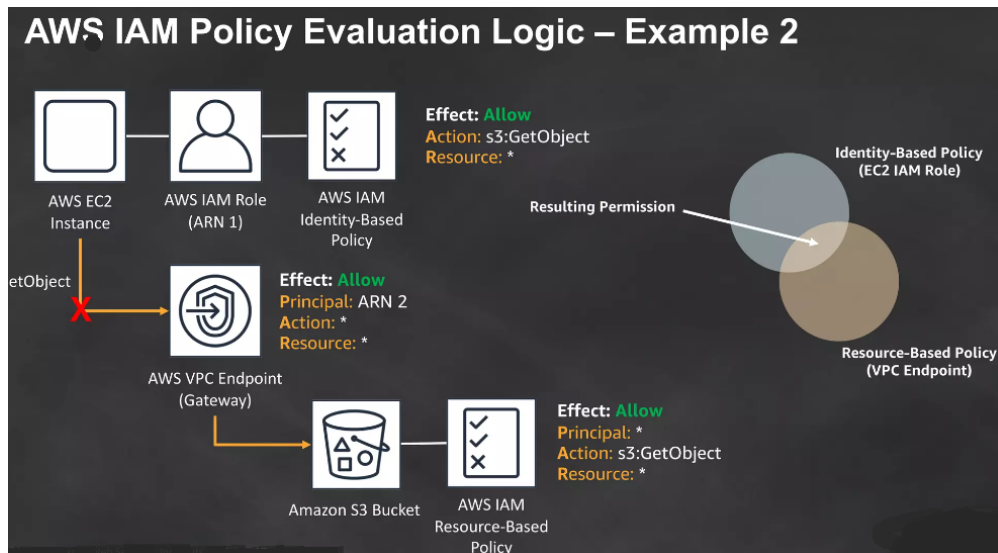 AWS IAM Policy Evaluation Logic – Example 2
Effect: Allow
Action: s3:GetObject
Resource: *
AWS EC2
Instance
AWS IAM Role
(ARN 1)
AWS IAM
Identity-Based
Policy
Identity-Based Policy
(EC2 IAM Role)
Resulting Permission
Resource-Based Policy
(VPC Endpoint)
etObject
X
Effect: Allow
Principal: ARN 2
Action: *
Resource: *
AWS VPC Endpoint
(Gateway)
Effect: Allow
Principal: *
Action: s3:GetObject
Resource: *
Amazon S3 Bucket
AWS IAM
Resource-Based
Policy